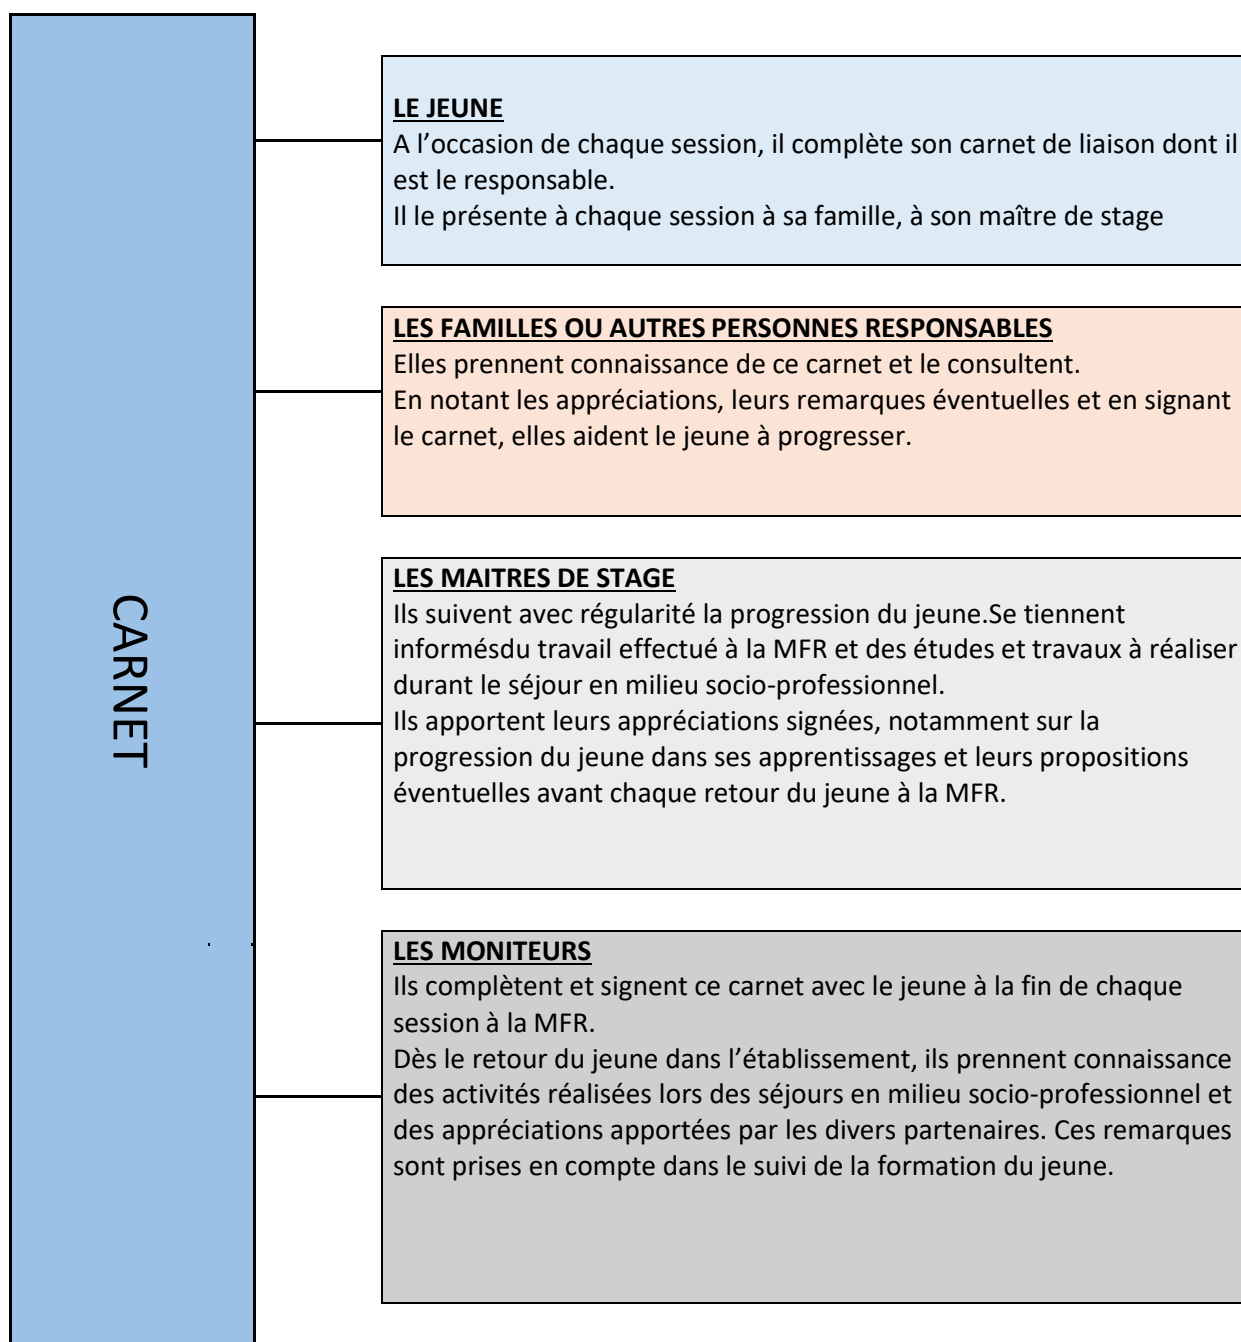 CARNET
LE JEUNE
A l’occasion de chaque session, il complète son carnet de liaison dont il
est le responsable.
Il le présente à chaque session à sa famille, à son maître de stage
LES FAMILLES OU AUTRES PERSONNES RESPONSABLES
Elles prennent connaissance de ce carnet et le consultent.
En notant les appréciations, leurs remarques éventuelles et en signant
le carnet, elles aident le jeune à progresser.
LES MAITRES DE STAGE
Ils suivent avec régularité la progression du jeune.Se tiennent
informésdu travail effectué à la MFR et des études et travaux à réaliser
durant le séjour en milieu socio-professionnel.
Ils apportent leurs appréciations signées, notamment sur la
progression du jeune dans ses apprentissages et leurs propositions
éventuelles avant chaque retour du jeune à la MFR.
LES MONITEURS
Ils complètent et signent ce carnet avec le jeune à la fin de chaque
session à la MFR.
Dès le retour du jeune dans l’établissement, ils prennent connaissance
des activités réalisées lors des séjours en milieu socio-professionnel et
des appréciations apportées par les divers partenaires. Ces remarques
sont prises en compte dans le suivi de la formation du jeune.